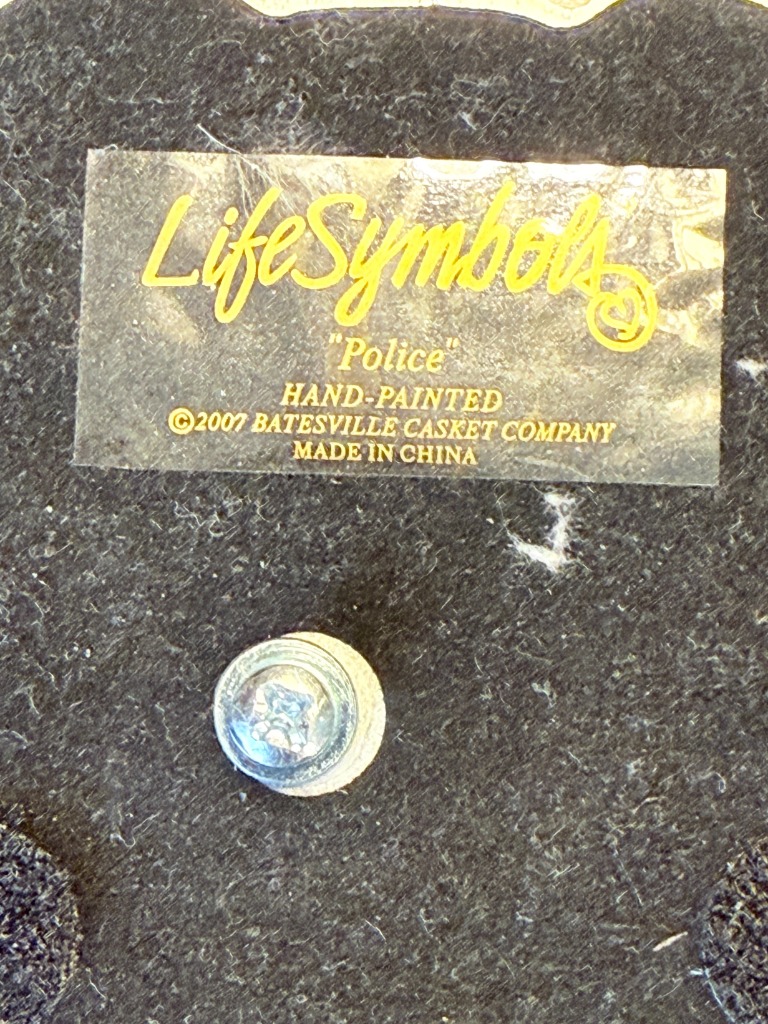 LifeSymbols
"Police"
HAND-PAINTED
©2007 BATESVILLE CASKET COMPANY
MADE IN CHINA